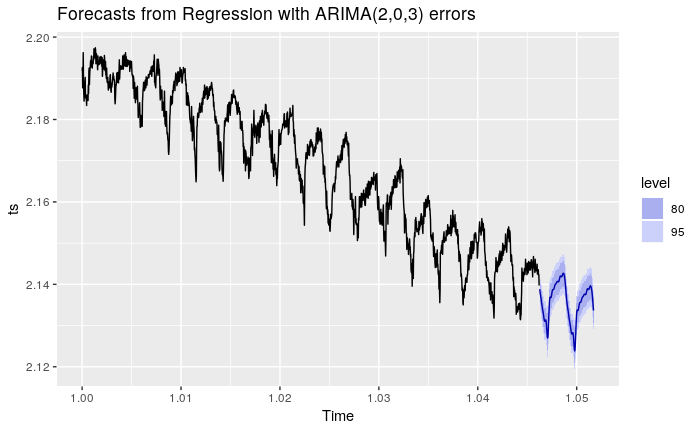 Forecasts from Regression with ARIMA(2,0,3) errors
2.20
2.18
2.16
2.14
2.12
ts
1.00 1.01 1.02 1.03 1.04 1.05
Time
level
80
95